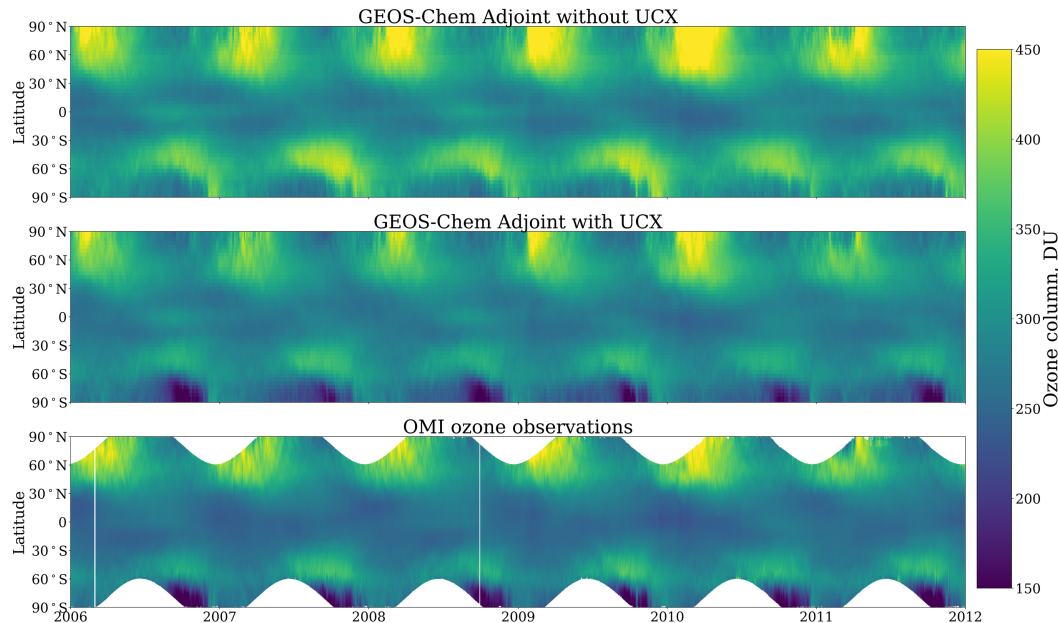 GEOS-Chem Adjoint without UCX
90°N
60°N
30°N
0
30°S
60°S
90°S
Latitude
GEOS-Chem Adjoint with UCX
90°N
60°N
30°N
0
30°S
60°S
90°S
Latitude
OMI ozone observations
90°N
60°N
30°N
0
30°S
60°S
90°S
Latitude
2006
2007
2008
2009
2010
2011
2012
450
400
350
300
250
200
150
Ozone column, DU